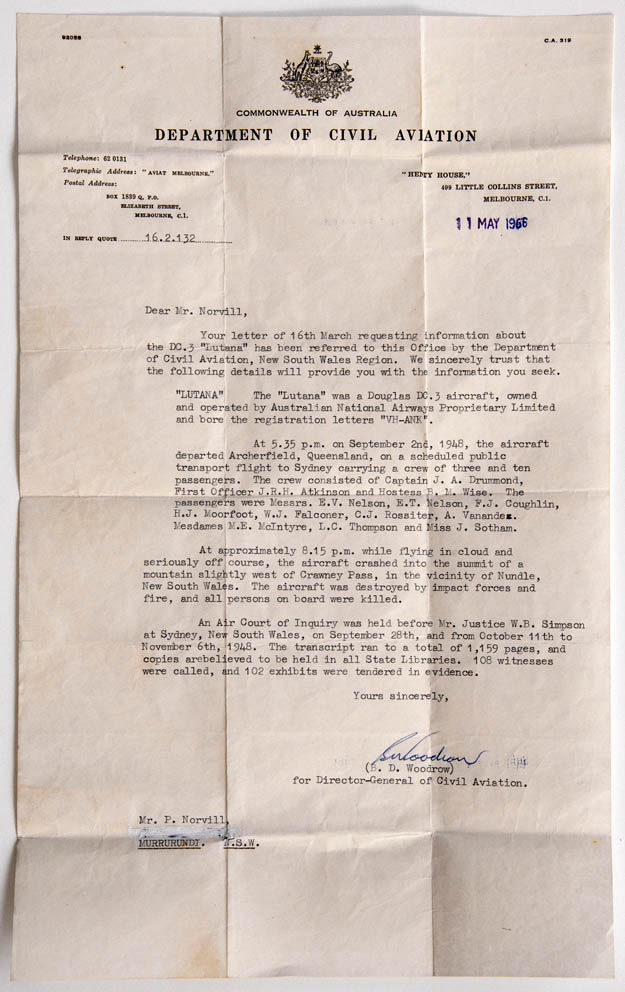 92058
C.A. 319
COMMONWEALTH OF AUSTRALIA
DEPARTMENT OF CIVIL AVIATION
Telephone: 62 0131
Telegraphic Address: "AVIAT MELBOURNE."
Postal Address:
BOX 1839 Q, P.O.
ELIZABETH STREET,
MELBOURNE, C.1.
IN REPLY QUOTE 16.2.132
"HENTY HOUSE,"
499 LITTLE COLLINS STREET,
MELBOURNE, C.1.
11 MAY 1966
Dear Mr. Norvill,
Your letter of 16th March requesting information about
the DC.3 "Lutana" has been referred to this Office by the Department
of Civil Aviation, New South Wales Region. We sincerely trust that
the following details will provide you with the information you seek.
"LUTANA" The "Lutana" was a Douglas DC.3 aircraft, owned
and operated by Australian National Airways Proprietary Limited
and bore the registration letters "VH-ANK".
At 5.35 p.m. on September 2nd, 1948, the aircraft
departed Archerfield, Queensland, on a scheduled public
transport flight to Sydney carrying a crew of three and ten
passengers. The crew consisted of Captain J. A. Drummond,
First Officer J.R.H. Atkinson and Hostess B. M. Wise. The
passengers were Messrs. E.V. Nelson, E.T. Nelson, F.J. Coughlin,
H.J. Moorfoot, W.J. Falconer, C.J. Rossiter, A. Vanander.
Mesdames M.E. McIntyre, L.C. Thompson and Miss J. Sotham.
At approximately 8.15 p.m. while flying in cloud and
seriously off course, the aircraft crashed into the summit of a
mountain slightly west of Crawney Pass, in the vicinity of Nundle,
New South Wales. The aircraft was destroyed by impact forces and
fire, and all persons on board were killed.
An Air Court of Inquiry was held before Mr. Justice W.B. Simpson
at Sydney, New South Wales, on September 28th, and from October 11th to
November 6th, 1948. The transcript ran to a total of 1,159 pages, and
copies arebelieved to be held in all State Libraries. 108 witnesses
were called, and 102 exhibits were tendered in evidence.
Yours sincerely,
(B. D. Woodrow)
for Director-General of Civil Aviation.
Mr. P. Norvill,
MURRURUNDI. N.S.W.